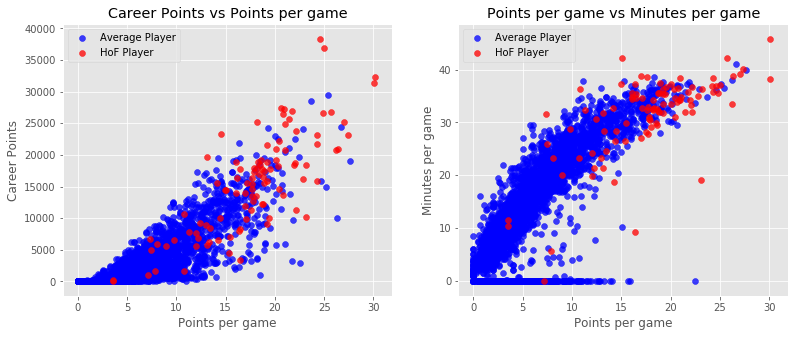 Career Points vs Points per game
Average Player
HoF Player
Career Points
40000
35000
30000
25000
20000
15000
10000
5000
0
0 5 10 15 20 25 30
Points per game
Points per game vs Minutes per game
Average Player
HoF Player
Minutes per game
40
30
20
10
0
0 5 10 15 20 25 30
Points per game